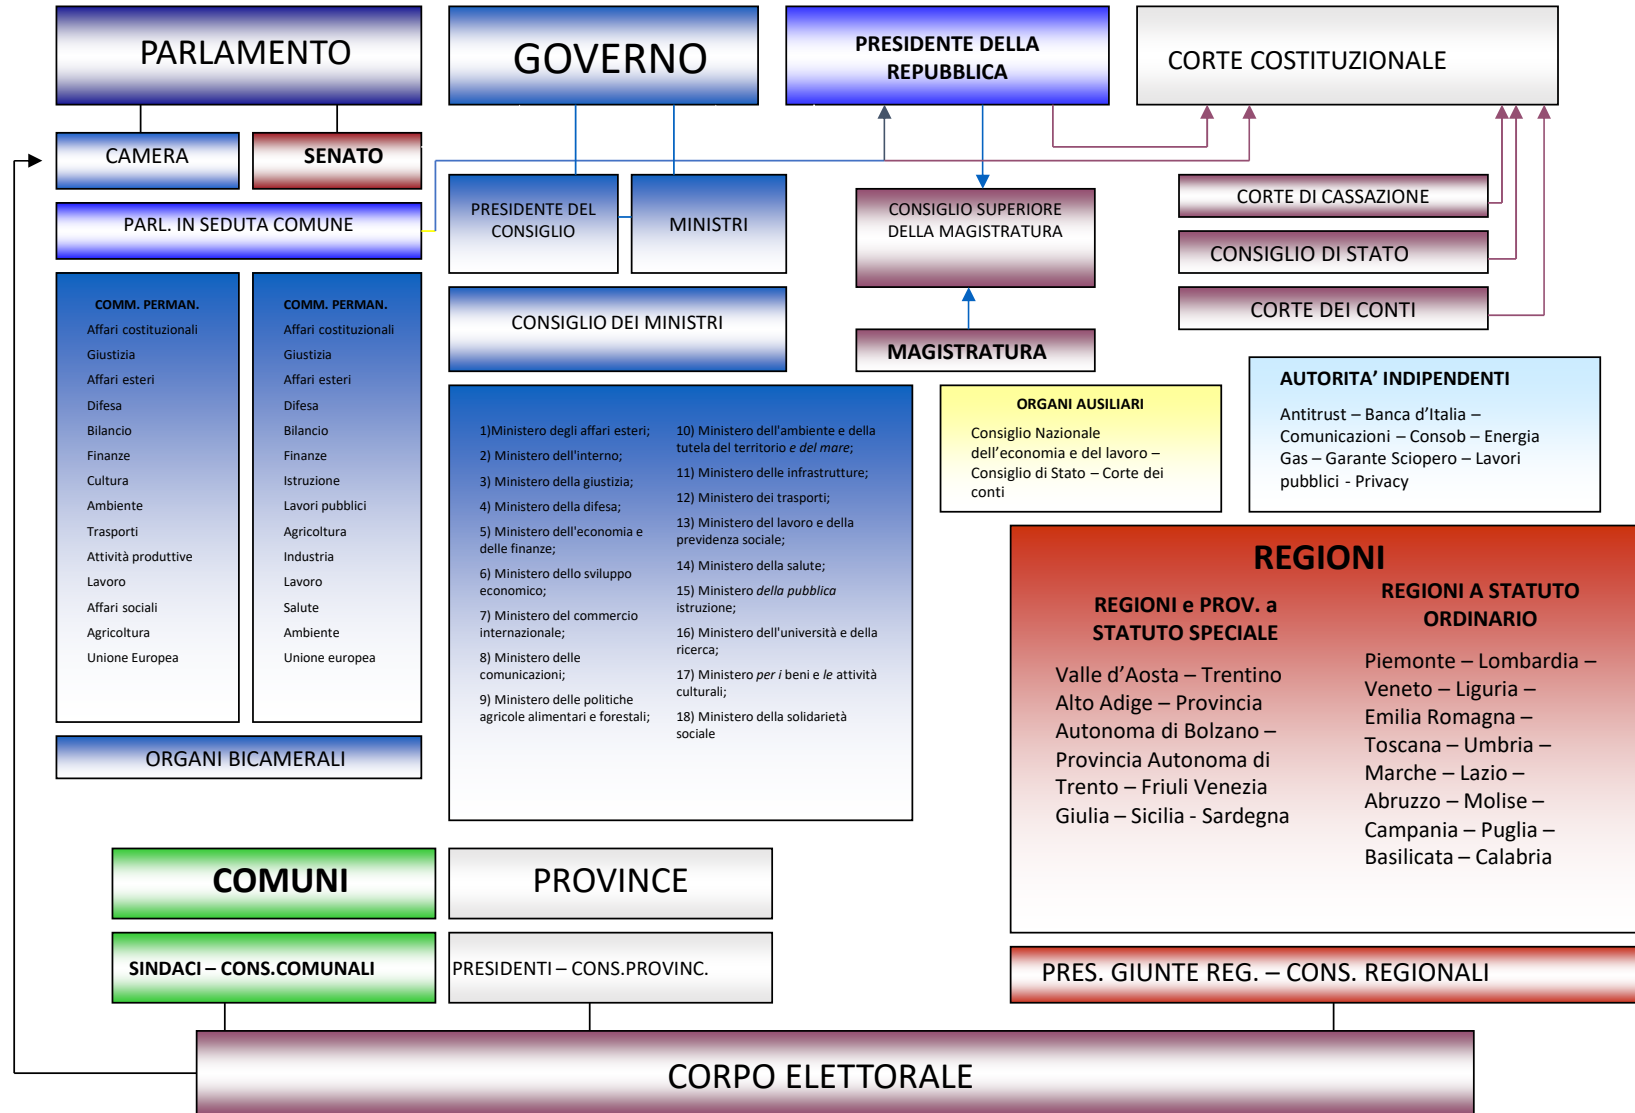 PARLAMENTO
GOVERNO
PRESIDENTE DELLA
REPUBBLICA
CORTE COSTITUZIONALE
CAMERA
SENATO
PARL. IN SEDUTA COMUNE
PRESIDENTE DEL
CONSIGLIO
MINISTRI
CONSIGLIO SUPERIORE
DELLA MAGISTRATURA
CORTE DI CASSAZIONE
CONSIGLIO DI STATO
CORTE DEI CONTI
COMM. PERMAN.
Affari costituzionali
Giustizia
Affari esteri
Difesa
Bilancio
Finanze
Cultura
Ambiente
Trasporti
Attività produttive
Lavoro
Affari sociali
Agricoltura
Unione Europea
COMM. PERMAN.
Affari costituzionali
Giustizia
Affari esteri
Difesa
Bilancio
Finanze
Istruzione
Lavori pubblici
Agricoltura
Industria
Lavoro
Salute
Ambiente
Unione europea
ORGANI BICAMERALI
CONSIGLIO DEI MINISTRI
MAGISTRATURA
1)Ministero degli affari esteri;
2) Ministero dell'interno;
3) Ministero della giustizia;
4) Ministero della difesa;
5) Ministero dell'economia e
delle finanze;
6) Ministero dello sviluppo
economico;
7) Ministero del commercio
internazionale;
8) Ministero delle
comunicazioni;
9) Ministero delle politiche
agricole alimentari e forestali;
10) Ministero dell'ambiente e della
tutela del territorio e del mare;
11) Ministero delle infrastrutture;
12) Ministero dei trasporti;
13) Ministero del lavoro e della
previdenza sociale;
14) Ministero della salute;
15) Ministero della pubblica
istruzione;
16) Ministero dell'università e della
ricerca;
17) Ministero per i beni e le attività
culturali;
18) Ministero della solidarietà
sociale
ORGANI AUSILIARI
Consiglio Nazionale
dell’economia e del lavoro –
Consiglio di Stato – Corte dei
conti
AUTORITA’ INDIPENDENTI
Antitrust – Banca d’Italia –
Comunicazioni – Consob – Energia
Gas – Garante Sciopero – Lavori
pubblici - Privacy
REGIONI
REGIONI e PROV. a
STATUTO SPECIALE
Valle d’Aosta – Trentino
Alto Adige – Provincia
Autonoma di Bolzano –
Provincia Autonoma di
Trento – Friuli Venezia
Giulia – Sicilia - Sardegna
REGIONI A STATUTO
ORDINARIO
Piemonte – Lombardia –
Veneto – Liguria –
Emilia Romagna –
Toscana – Umbria –
Marche – Lazio –
Abruzzo – Molise –
Campania – Puglia –
Basilicata – Calabria
COMUNI
PROVINCE
SINDACI – CONS.COMUNALI
PRESIDENTI – CONS.PROVINC.
PRES. GIUNTE REG. – CONS. REGIONALI
CORPO ELETTORALE